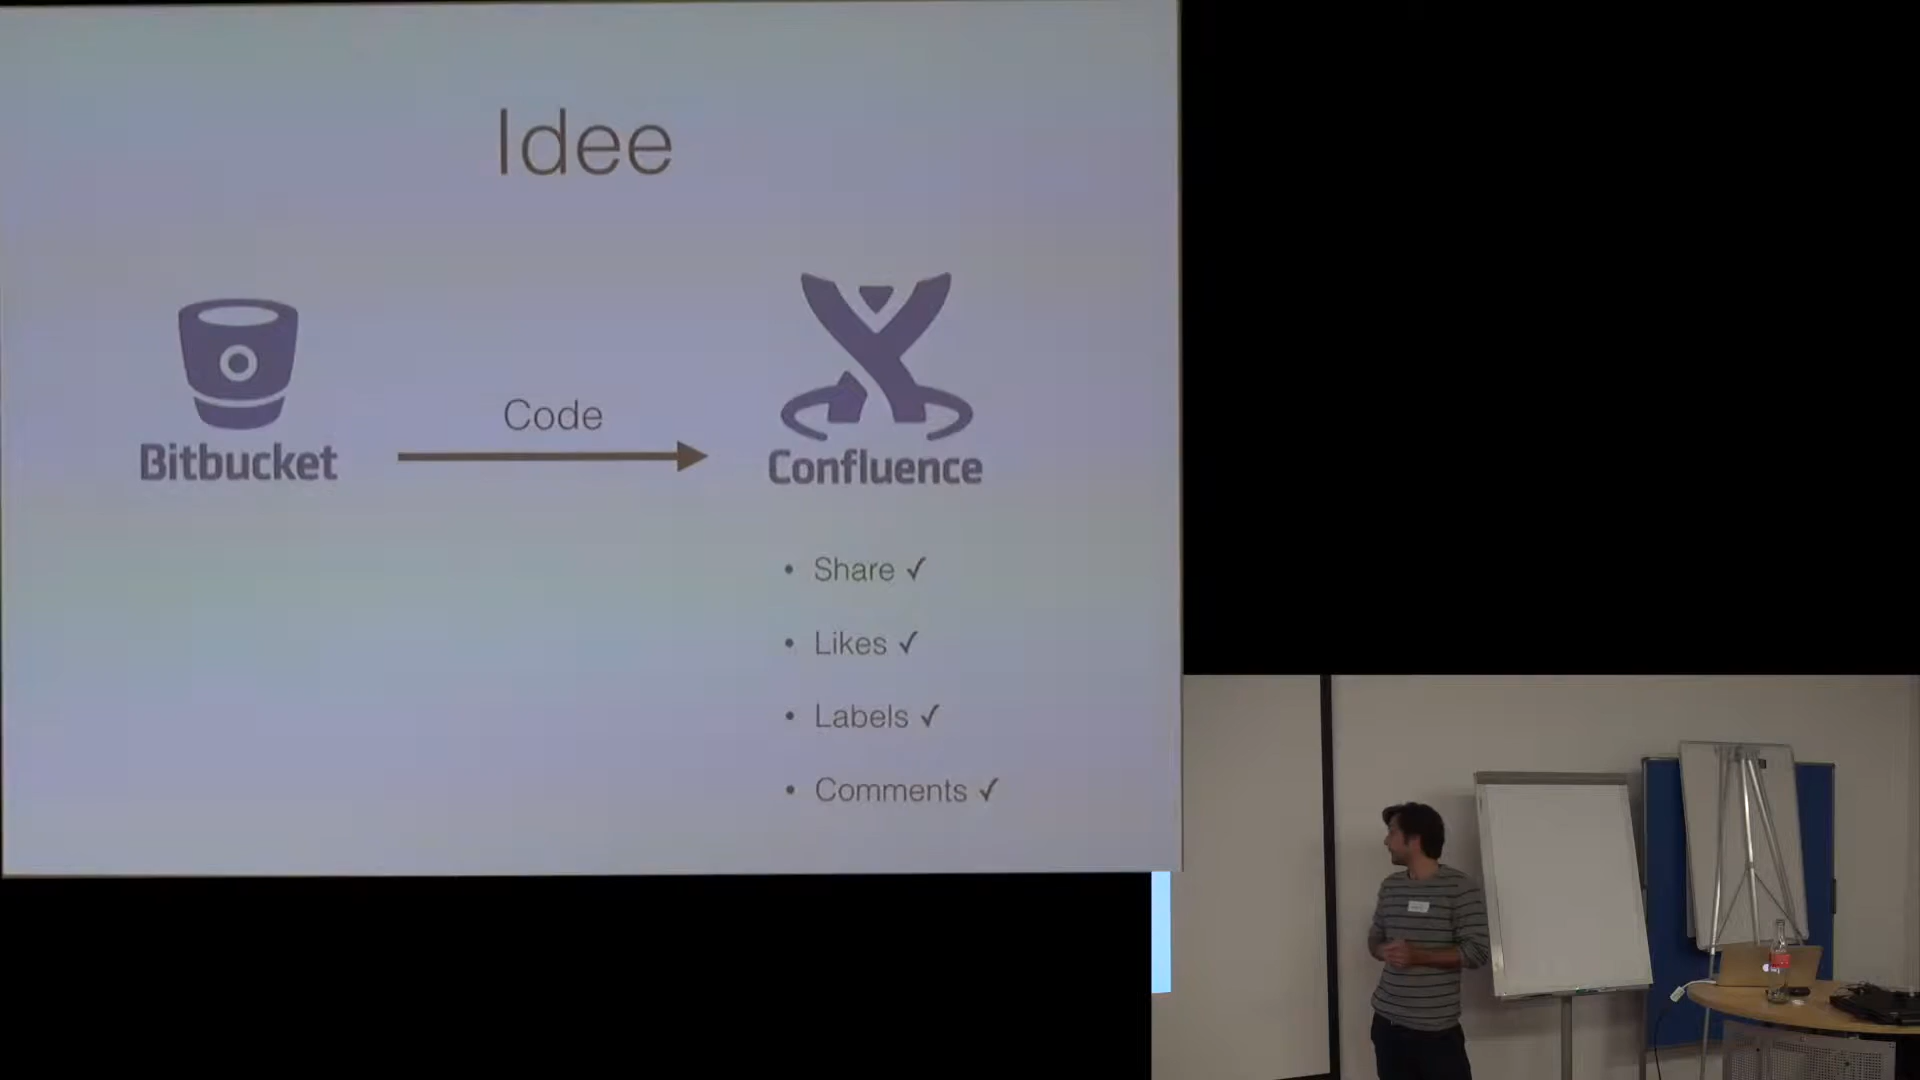 Idee
Bitbucket
Code
Confluence
• Share ✓
• Likes ✓
• Labels ✓
• Comments ✓